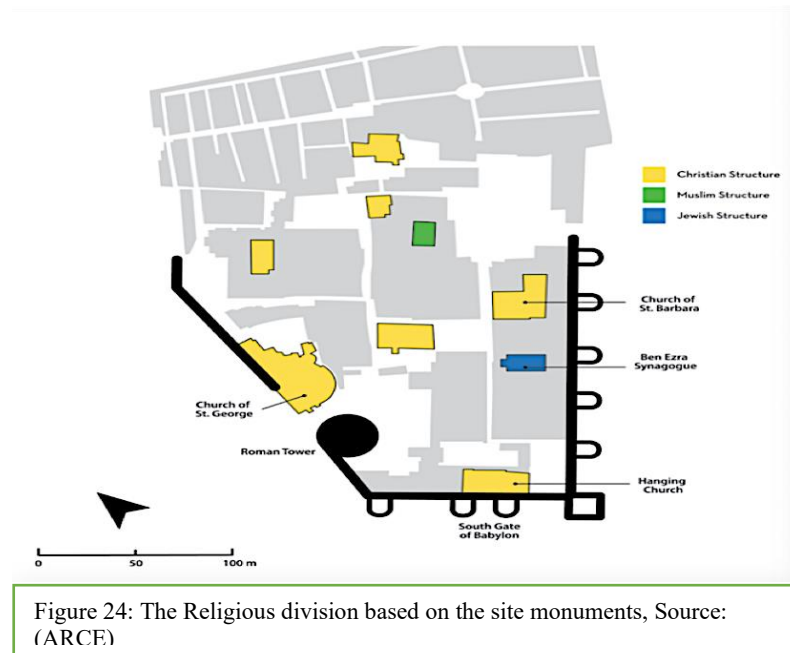 Christian Structure
Muslim Structure
Jewish Structure
Church of
St. Barbara
Ben Ezra
Synagogue
Church of
St. George
Roman Tower
Hanging
Church
South Gate
of Babylon
0 50 100 m
Figure 24: The Religious division based on the site monuments, Source:
(ARCE)